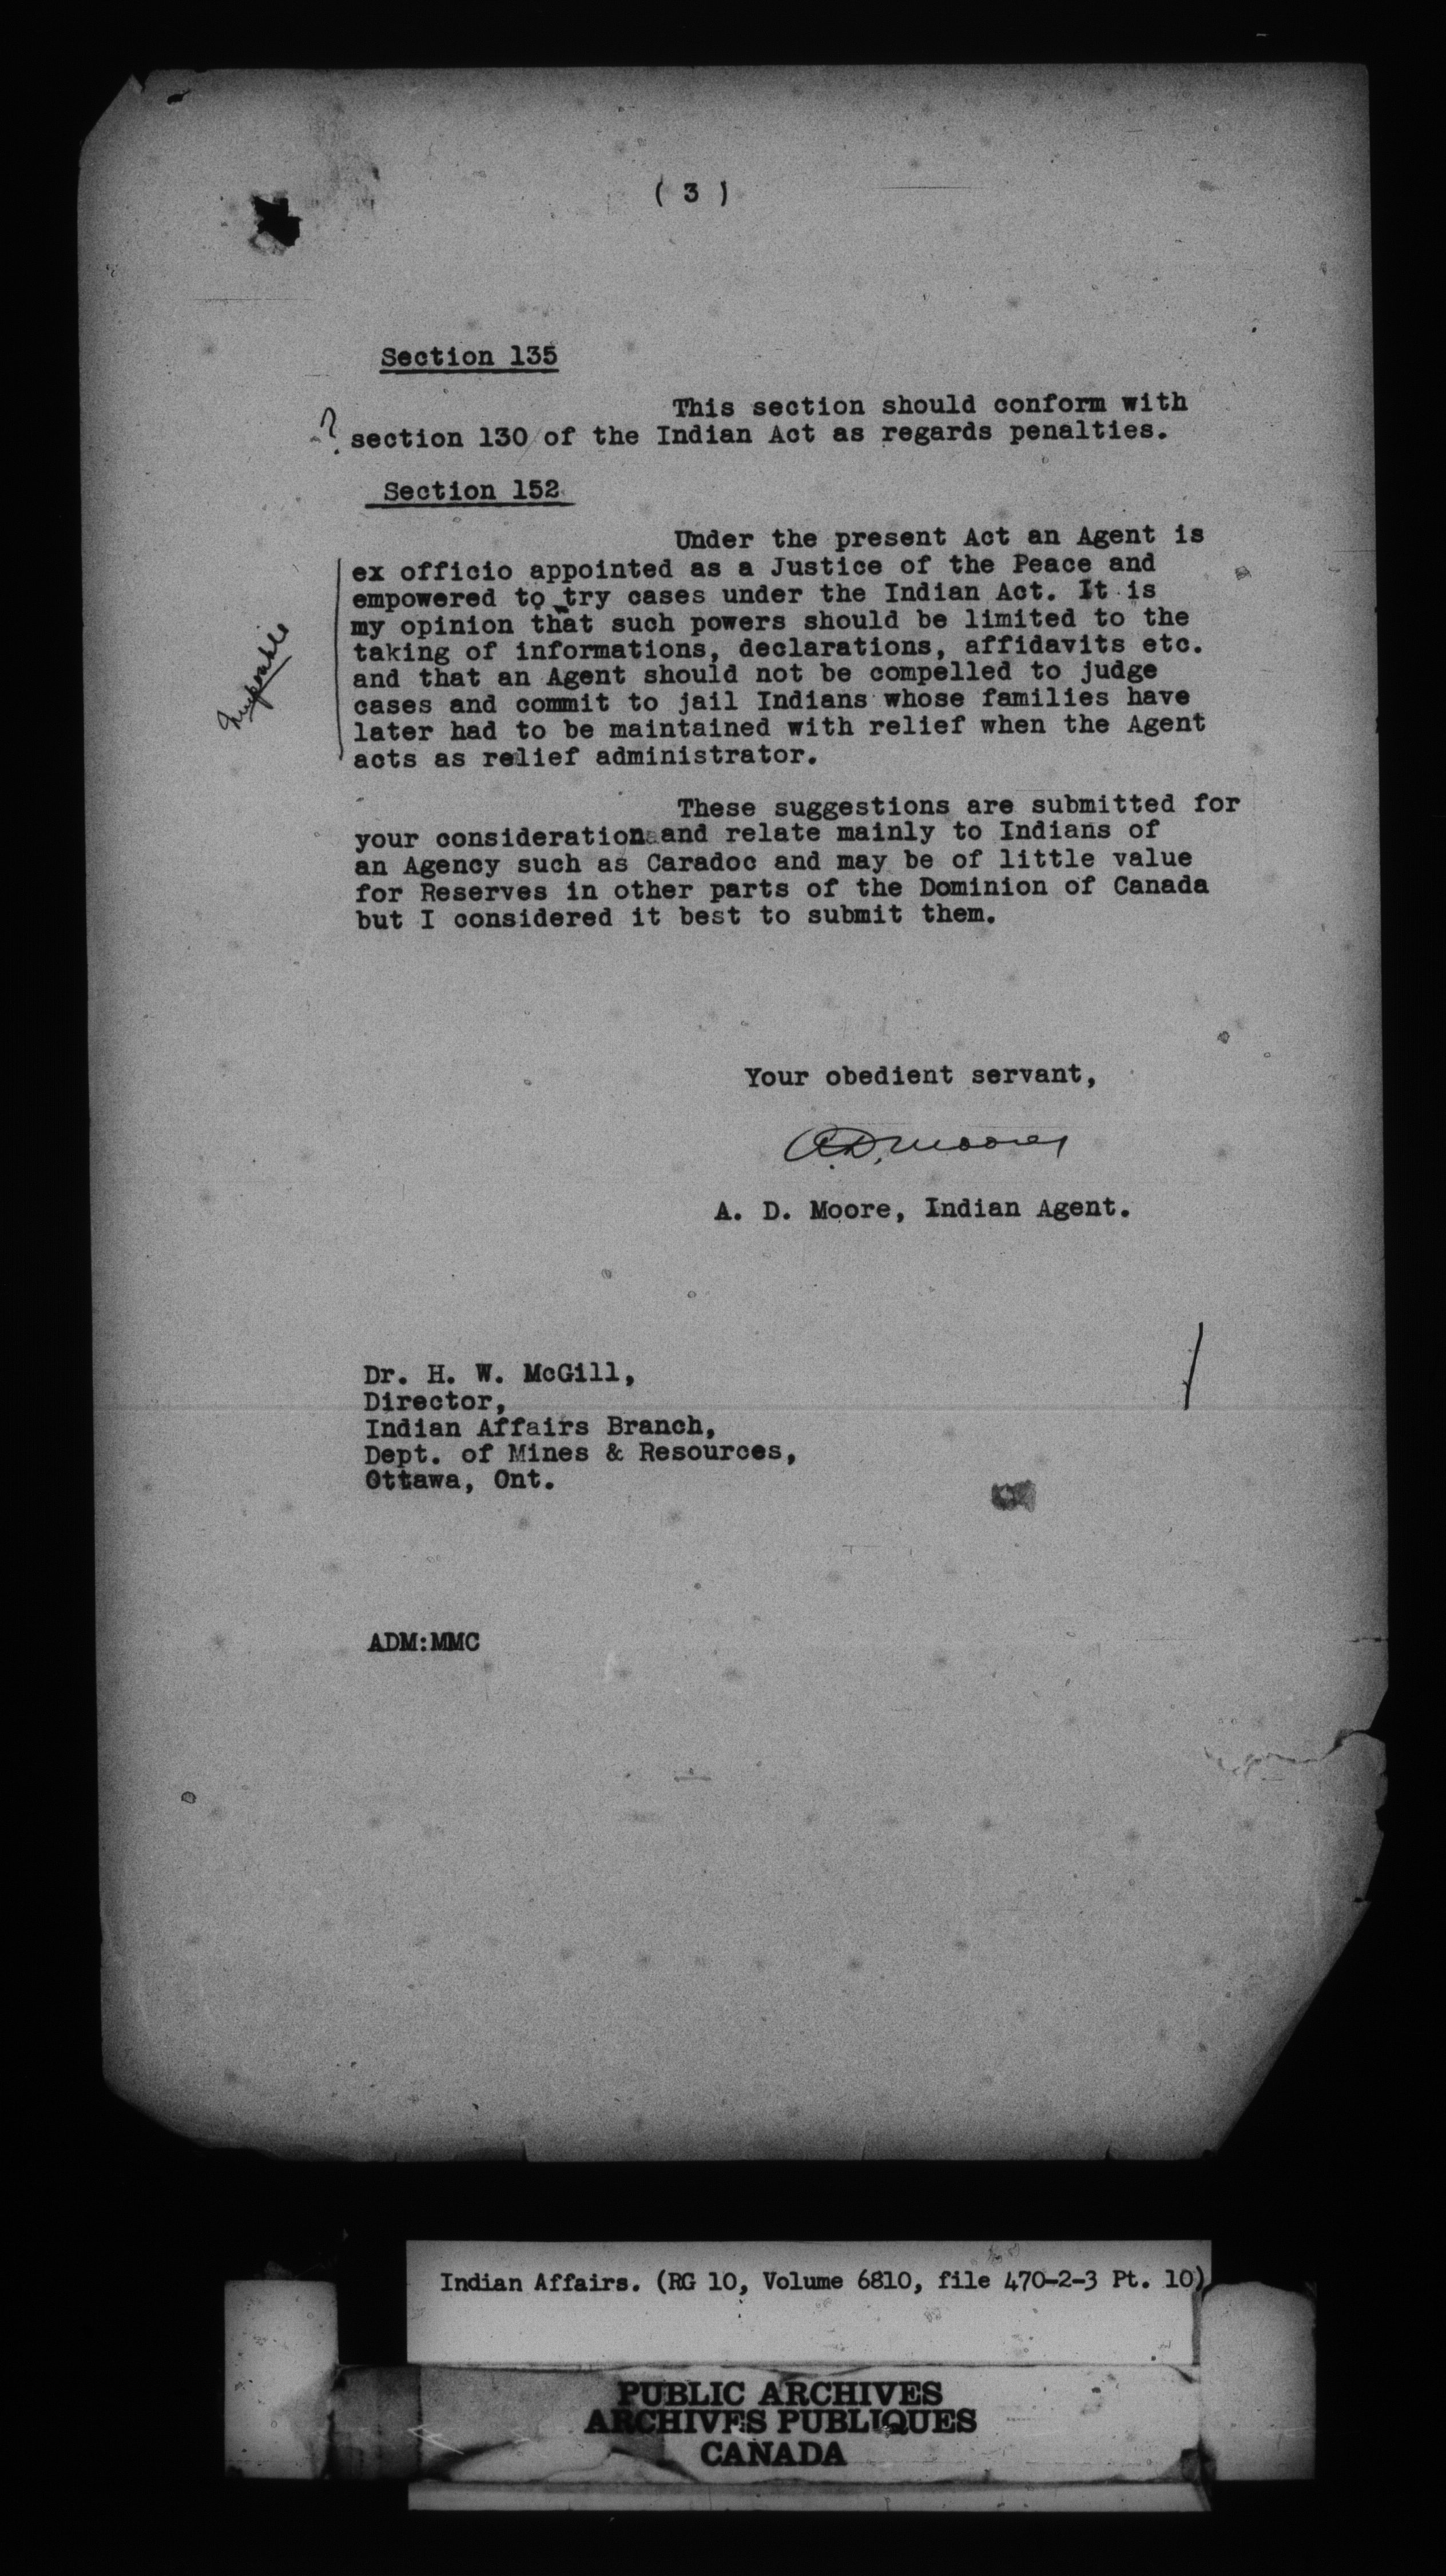 ( 3 )
Section 135
This section should conform with
? section 130 of the Indian Act as regards penalties.
Section 152
Under the present Act an Agent is
ex officio appointed as a Justice of the Peace and
empowered to try cases under the Indian Act. It is
my opinion that such powers should be limited to the
taking of informations, declarations, affidavits etc.
and that an Agent should not be compelled to judge
cases and commit to jail Indians whose families have
later had to be maintained with relief when the Agent
acts as relief administrator.
These suggestions are submitted for
your consideration and relate mainly to Indians of
an Agency such as Caradoc and may be of little value
for Reserves in other parts of the Dominion of Canada
but I considered it best to submit them.
Your obedient servant,
A.D. Moore
A. D. Moore, Indian Agent.
Dr. H. W. McGill,
Director,
Indian Affairs Branch,
Dept. of Mines & Resources,
Ottawa, Ont.
ADM:MMC
Indian Affairs. (RG 10, Volume 6810, file 470-2-3 Pt. 10)
PUBLIC ARCHIVES
ARCHIVES PUBLIQUES
CANADA